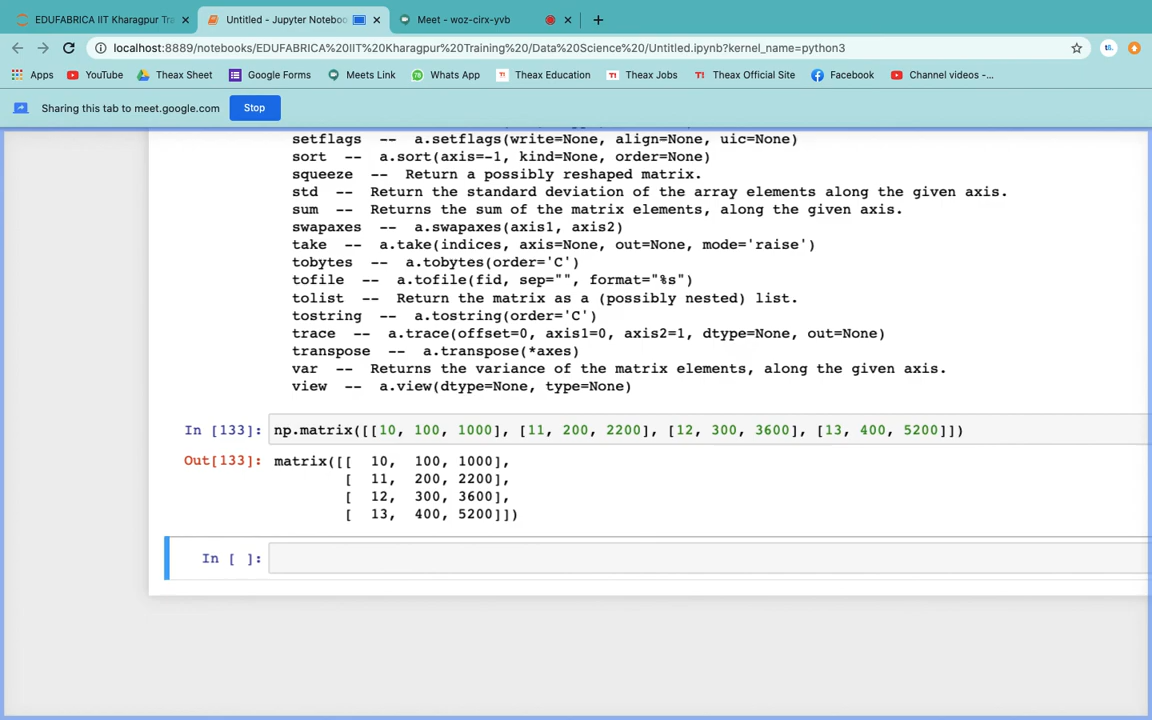 EDUFABRICA IIT Kharagpur Tra
Untitled - Jupyter Noteboo
Meet - woz-cirx-yvb
localhost:8889/notebooks/EDUFABRICA%20IIT%20Kharagpur%20Training%20/Data%20Science%20/Untitled.ipynb?kernel_name=python3
Apps YouTube Theax Sheet Google Forms Meets Link Whats App TI Theax Education TI Theax Jobs TI Theax Official Site Facebook Channel videos -...
Sharing this tab to meet.google.com Stop
setflags -- a.setflags(write=None, align=None, uic=None)
sort -- a.sort(axis=-1, kind=None, order=None)
squeeze -- Return a possibly reshaped matrix.
std -- Return the standard deviation of the array elements along the given axis.
sum -- Returns the sum of the matrix elements, along the given axis.
swapaxes -- a.swapaxes(axis1, axis2)
take -- a.take(indices, axis=None, out=None, mode='raise')
tobytes -- a.tobytes(order='C')
tofile -- a.tofile(fid, sep="", format="%s")
tolist -- Return the matrix as a (possibly nested) list.
tostring -- a.tostring(order='C')
trace -- a.trace(offset=0, axis1=0, axis2=1, dtype=None, out=None)
transpose -- a.transpose(*axes)
var -- Returns the variance of the matrix elements, along the given axis.
view -- a.view(dtype=None, type=None)
In [133]: np.matrix([[10, 100, 1000], [11, 200, 2200], [12, 300, 3600], [13, 400, 5200]])
Out[133]: matrix([[ 10, 100, 1000],
[ 11, 200, 2200],
[ 12, 300, 3600],
[ 13, 400, 5200]])
In [ ]: